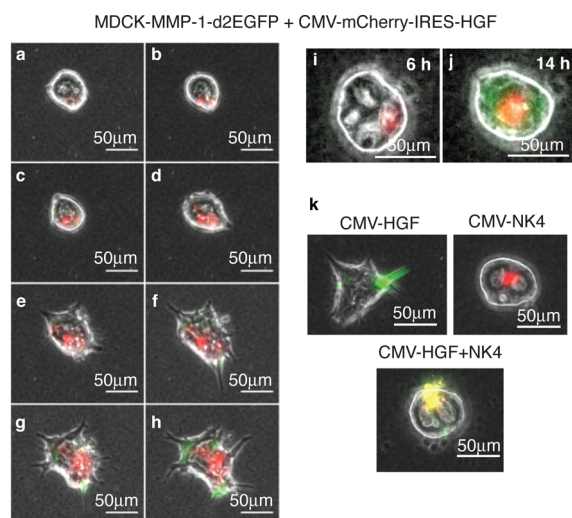 MDCK-MMP-1-d2EGFP + CMV-mCherry-IRES-HGF
a
50µm
b
50µm
c
50µm
d
50µm
e
50µm
f
50µm
g
50µm
h
50µm
i
6 h
50µm
j
14 h
50µm
k
CMV-HGF
50µm
CMV-NK4
50µm
CMV-HGF+NK4
50µm